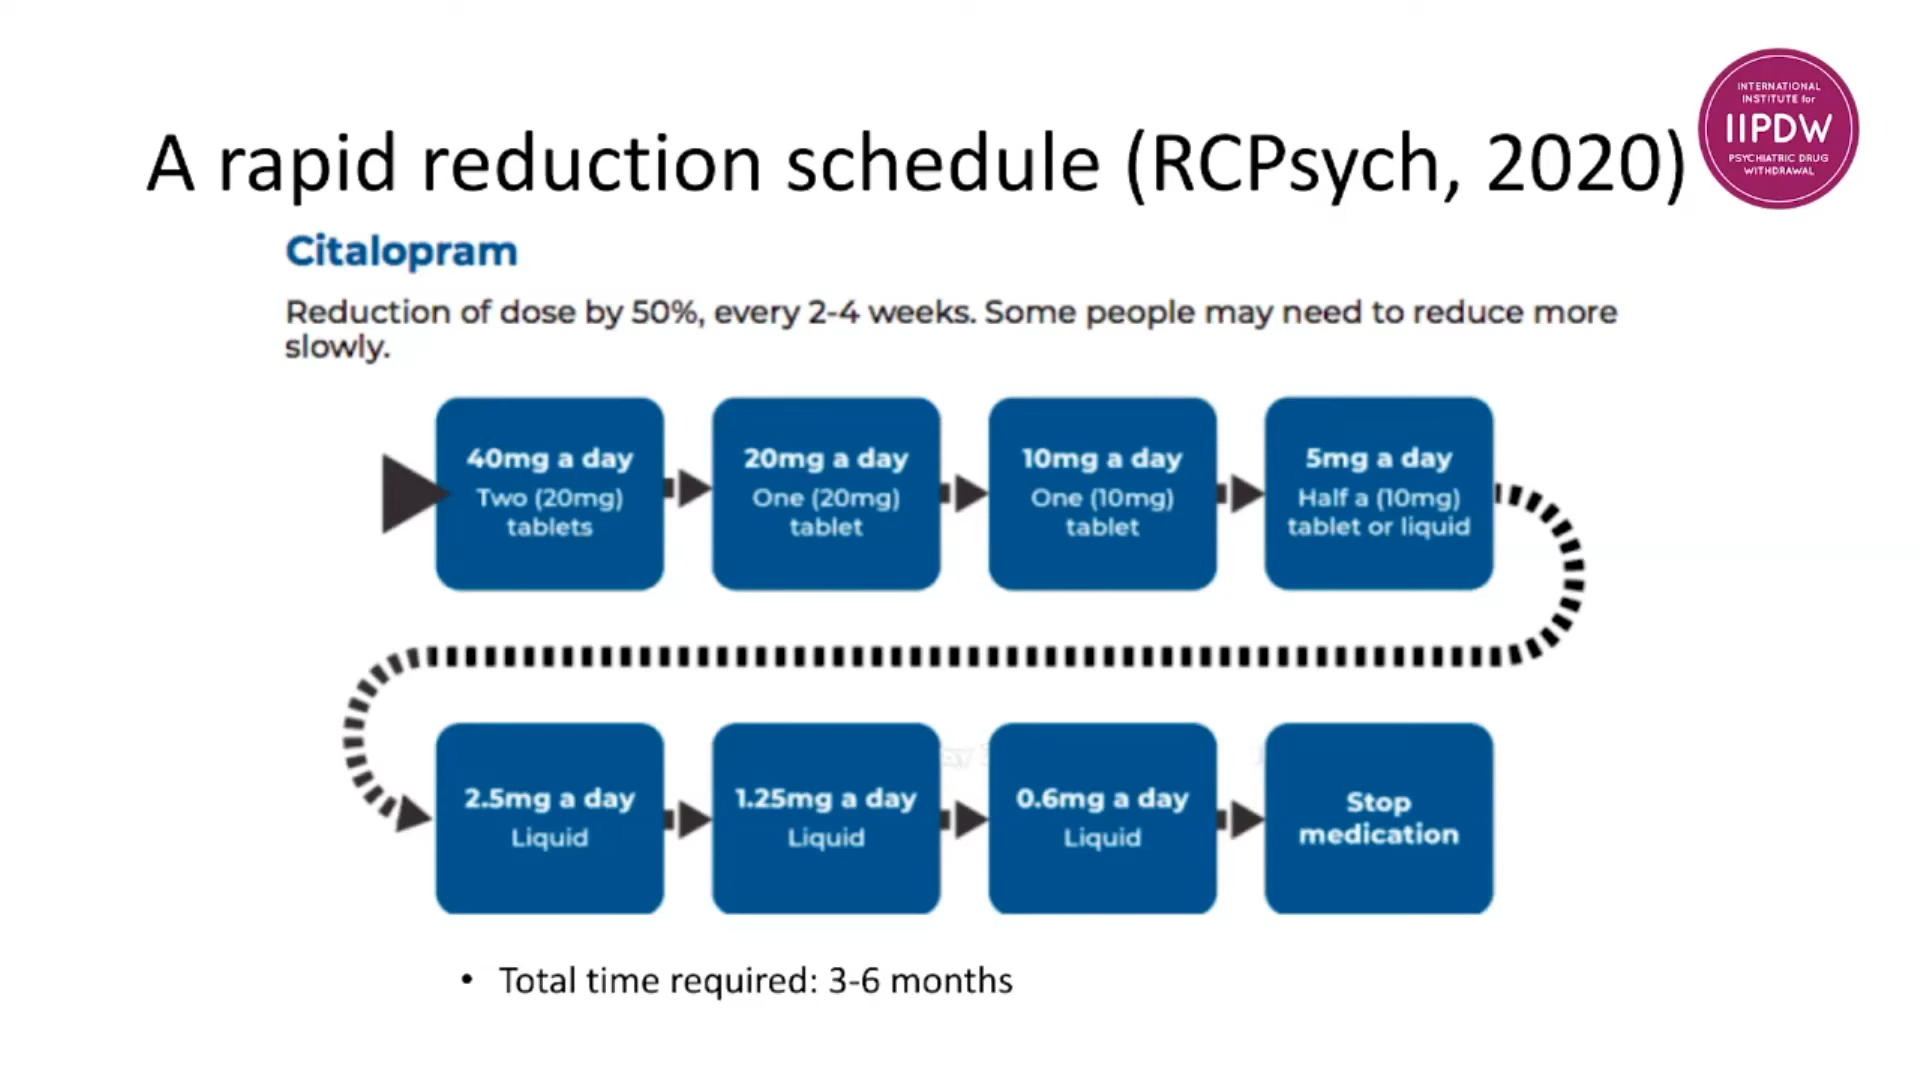 A rapid reduction schedule (RCPsych, 2020)
INTERNATIONAL
INSTITUTE for
IIPDW
PSYCHIATRIC DRUG
WITHDRAWAL
Citalopram
Reduction of dose by 50%, every 2-4 weeks. Some people may need to reduce more
slowly.
40mg a day
Two (20mg)
tablets
20mg a day
One (20mg)
tablet
10mg a day
One (10mg)
tablet
5mg a day
Half a (10mg)
tablet or liquid
2.5mg a day
Liquid
1.25mg a day
Liquid
0.6mg a day
Liquid
Stop
medication
• Total time required: 3-6 months